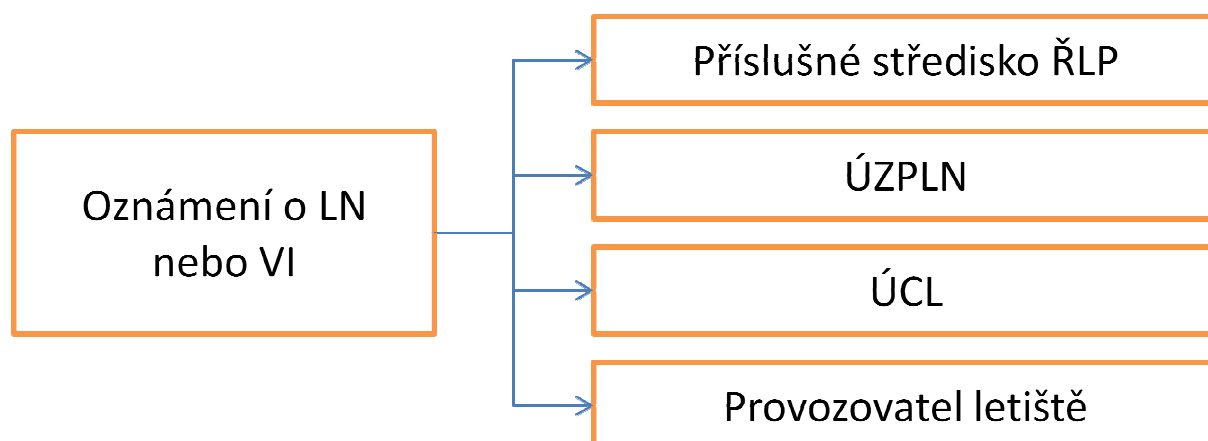 Příslušné středisko ŘLP
ÚZPLN
Oznámení o LN
nebo VI
ÚCL
Provozovatel letiště